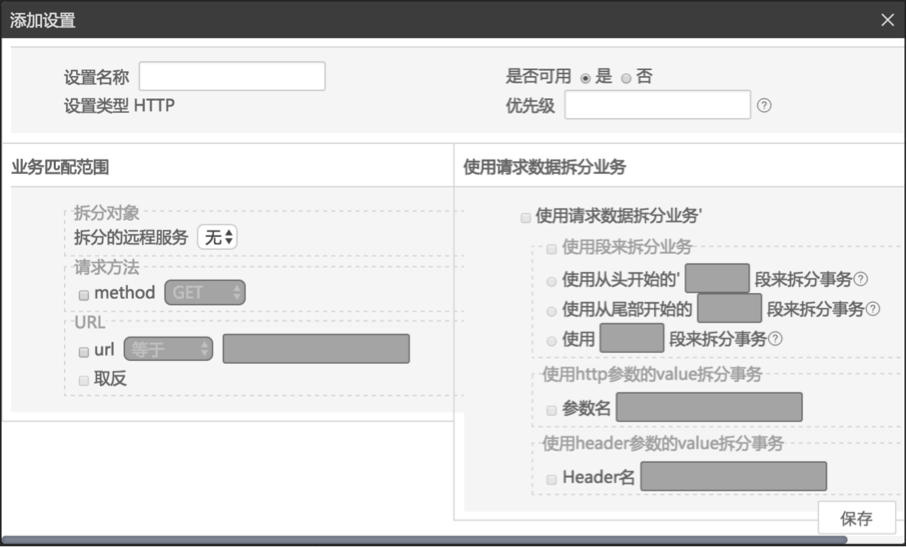 添加设置
设置名称
是否可用 是 否
设置类型 HTTP
优先级 ?
业务匹配范围
拆分对象
拆分的远程服务 无
请求方法
method GET
URL
url 等于
取反
使用请求数据拆分业务
使用请求数据拆分业务'
使用段来拆分业务
使用从头开始的' 段来拆分事务?
使用从尾部开始的 段来拆分事务?
使用 段来拆分事务?
使用http参数的value拆分事务
参数名
使用header参数的value拆分事务
Header名
保存